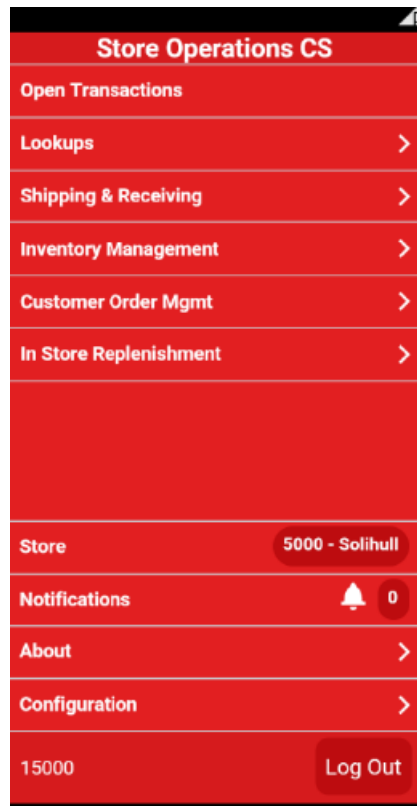 Store Operations CS
Open Transactions
Lookups
Shipping & Receiving
Inventory Management
Customer Order Mgmt
In Store Replenishment
Store 5000 - Solihull
Notifications 0
About
Configuration
15000 Log Out